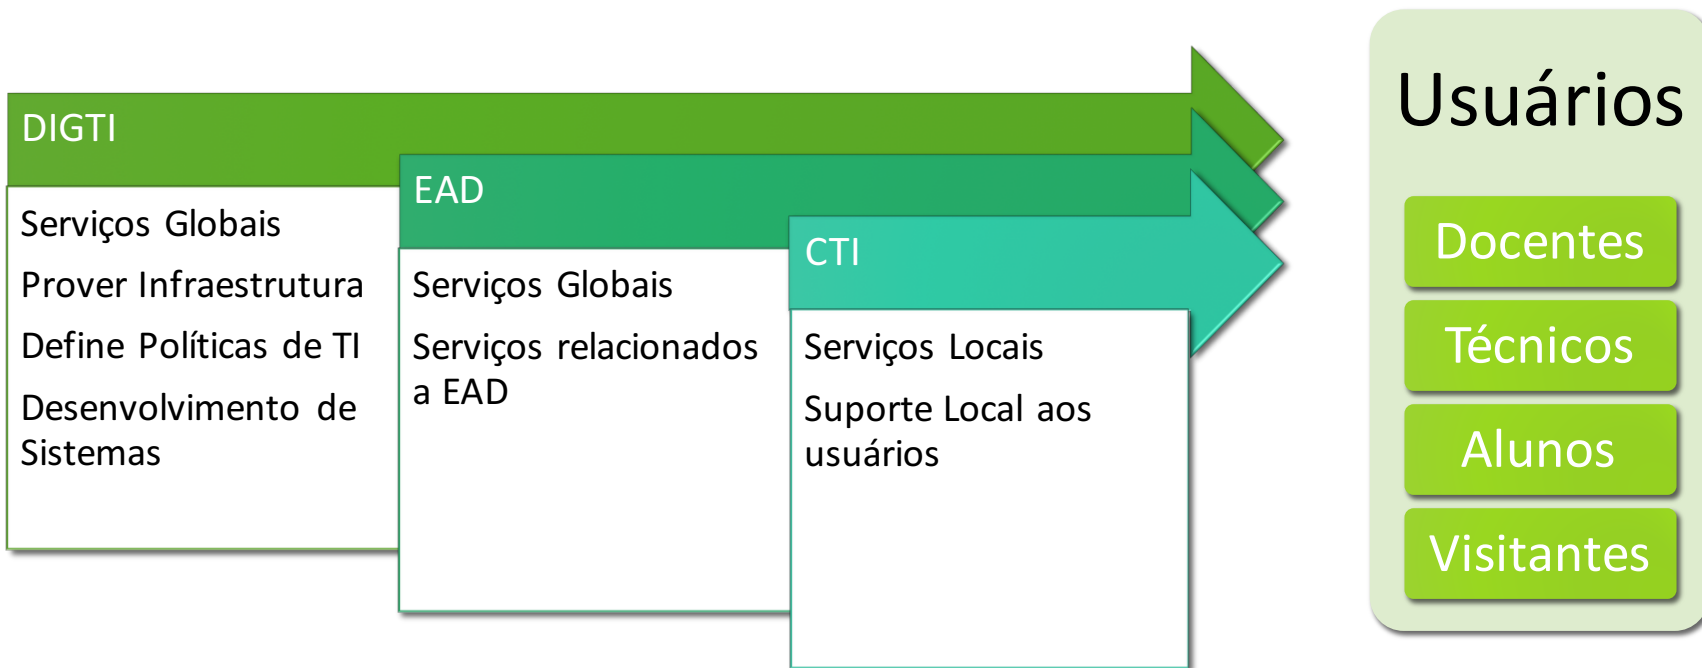 DIGTI
Serviços Globais
Prover Infraestrutura
Define Políticas de TI
Desenvolvimento de
Sistemas
EAD
Serviços Globais
Serviços relacionados
a EAD
CTI
Serviços Locais
Suporte Local aos
usuários
Usuários
Docentes
Técnicos
Alunos
Visitantes